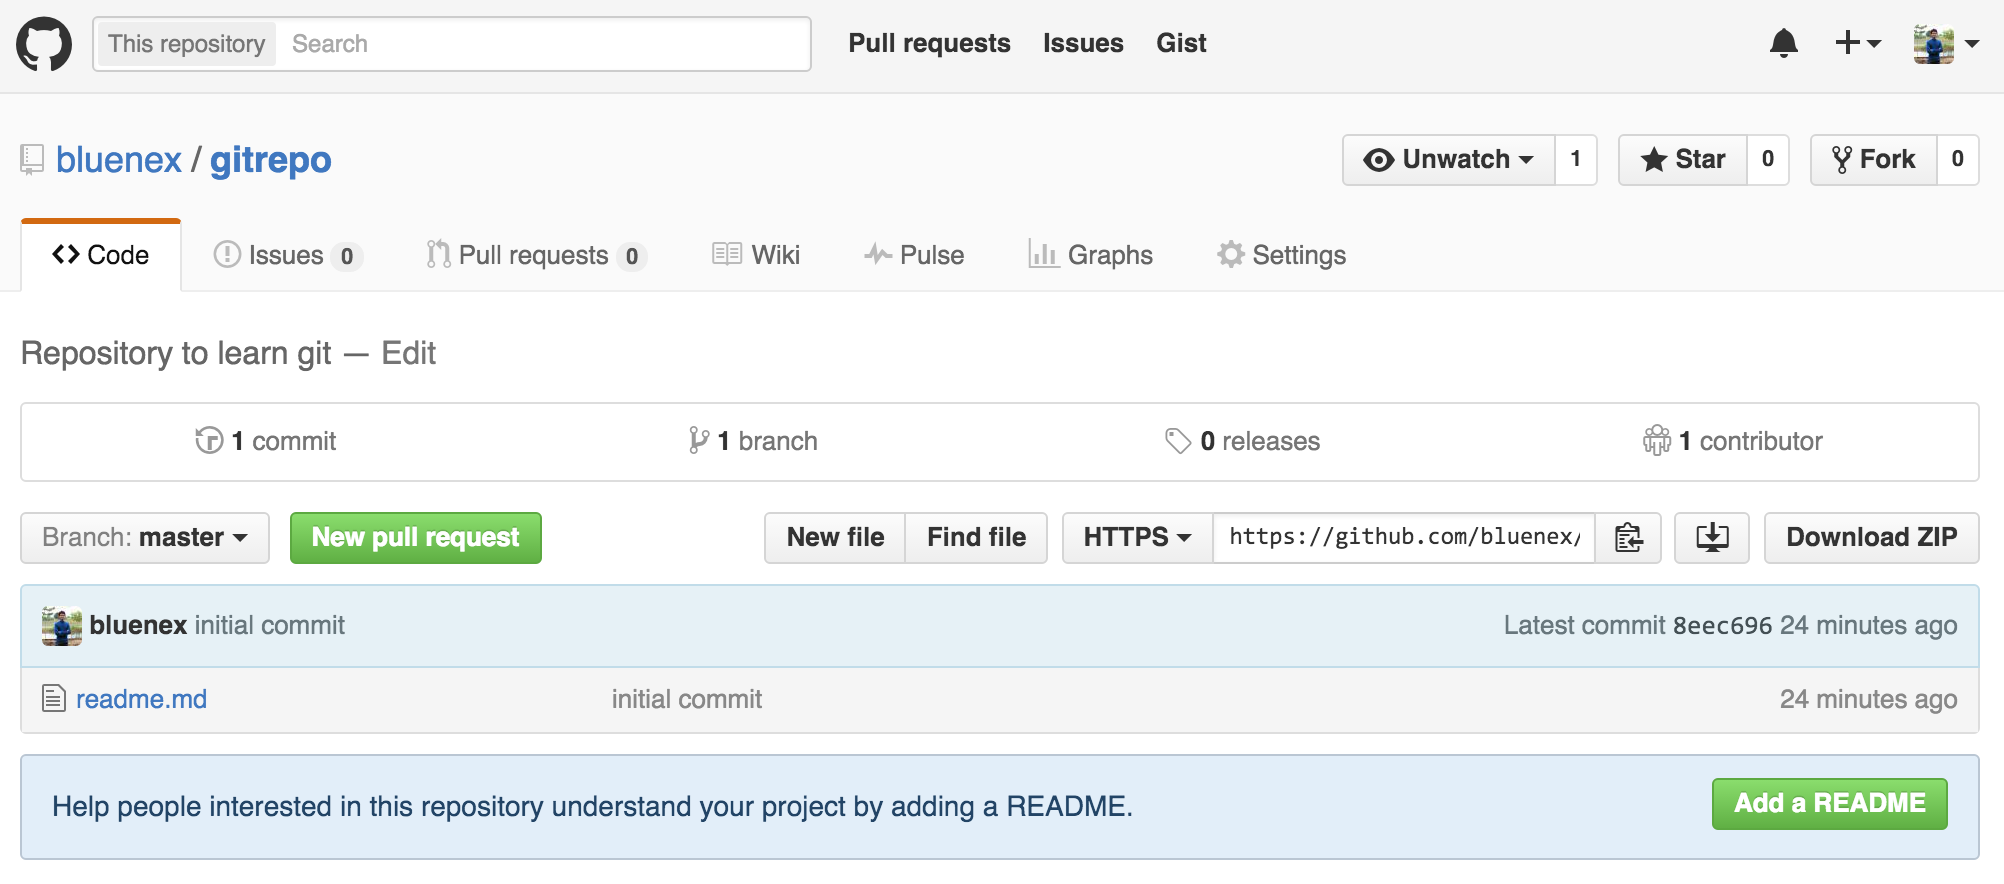 This repository Search Pull requests Issues Gist
bluenex / gitrepo Unwatch 1 Star 0 Fork 0
Code Issues 0 Pull requests 0 Wiki Pulse Graphs Settings
Repository to learn git — Edit
1 commit 1 branch 0 releases 1 contributor
Branch: master New pull request New file Find file HTTPS https://github.com/bluenex/ Download ZIP
bluenex initial commit Latest commit 8eec696 24 minutes ago
readme.md initial commit 24 minutes ago
Help people interested in this repository understand your project by adding a README. Add a README